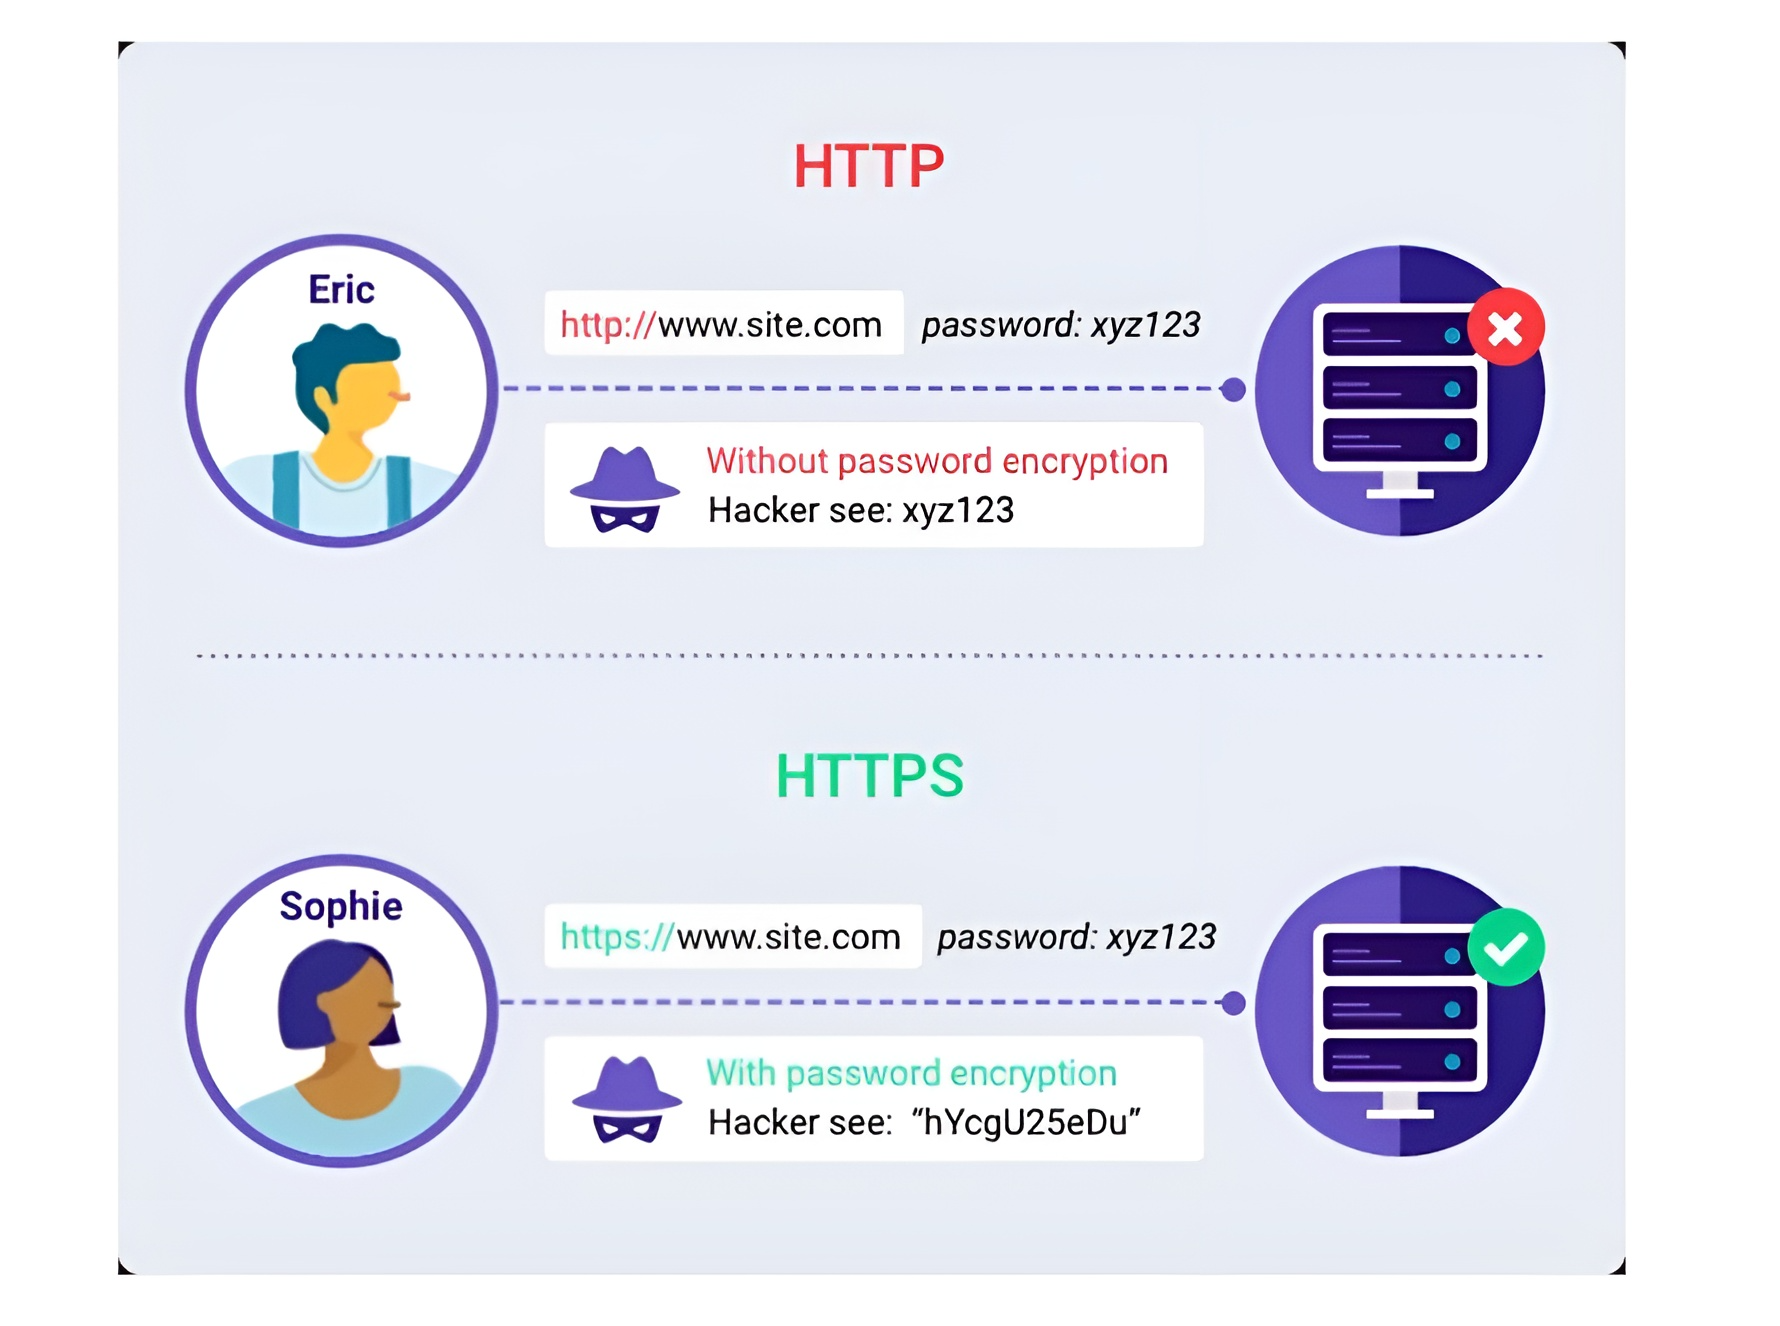 HTTP
Eric
http://www.site.com password: xyz123
Without password encryption
Hacker see: xyz123
HTTPS
Sophie
https://www.site.com password: xyz123
With password encryption
Hacker see: “hYcgU25eDu”